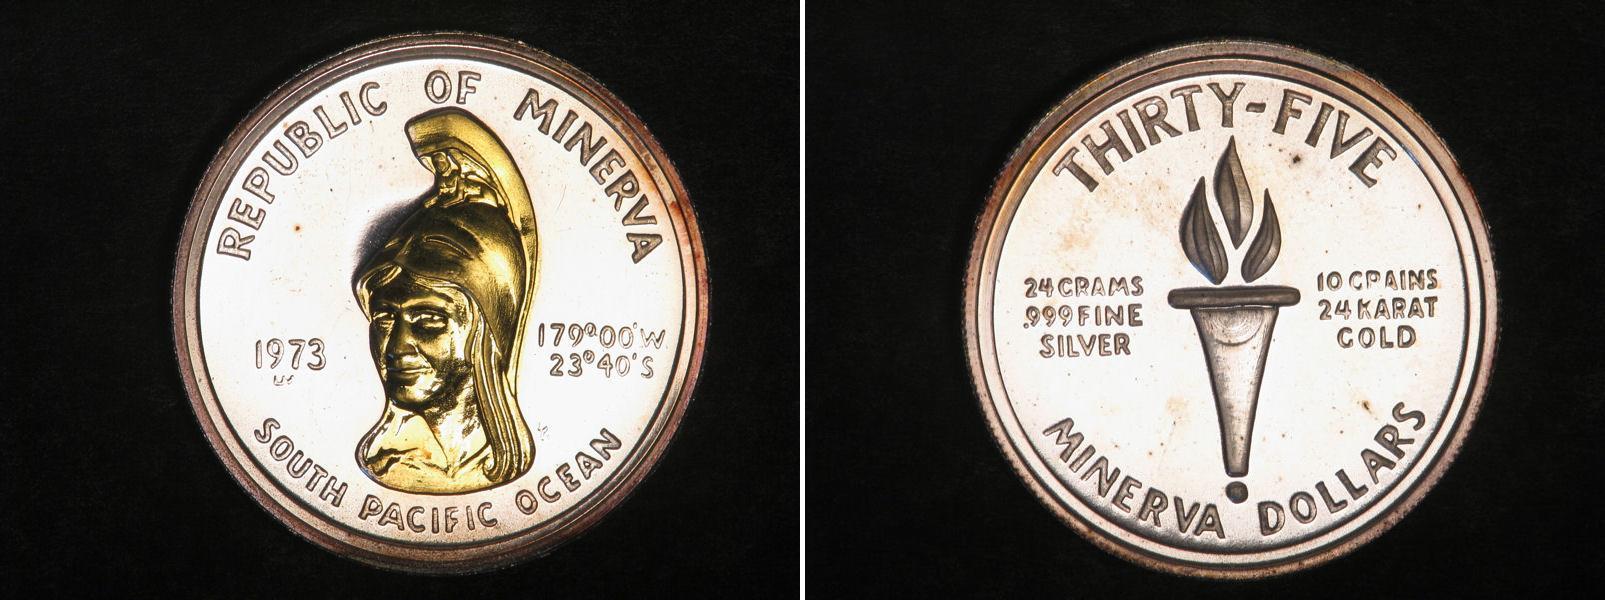 REPUBLIC OF MINERVA
1973
179°00'W
23°40'S
SOUTH PACIFIC OCEAN
THIRTY-FIVE
24 GRAMS
.999 FINE
SILVER
10 GRAINS
24 KARAT
GOLD
MINERVA DOLLARS